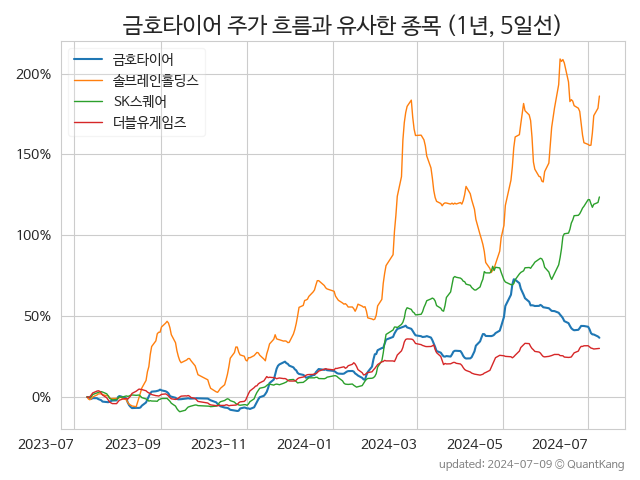 금호타이어 주가 흐름과 유사한 종목 (1년, 5일선)
금호타이어
솔브레인홀딩스
SK스퀘어
더블유게임즈
200%
150%
100%
50%
0%
2023-07 2023-09 2023-11 2024-01 2024-03 2024-05 2024-07
updated: 2024-07-09 @ QuantKang